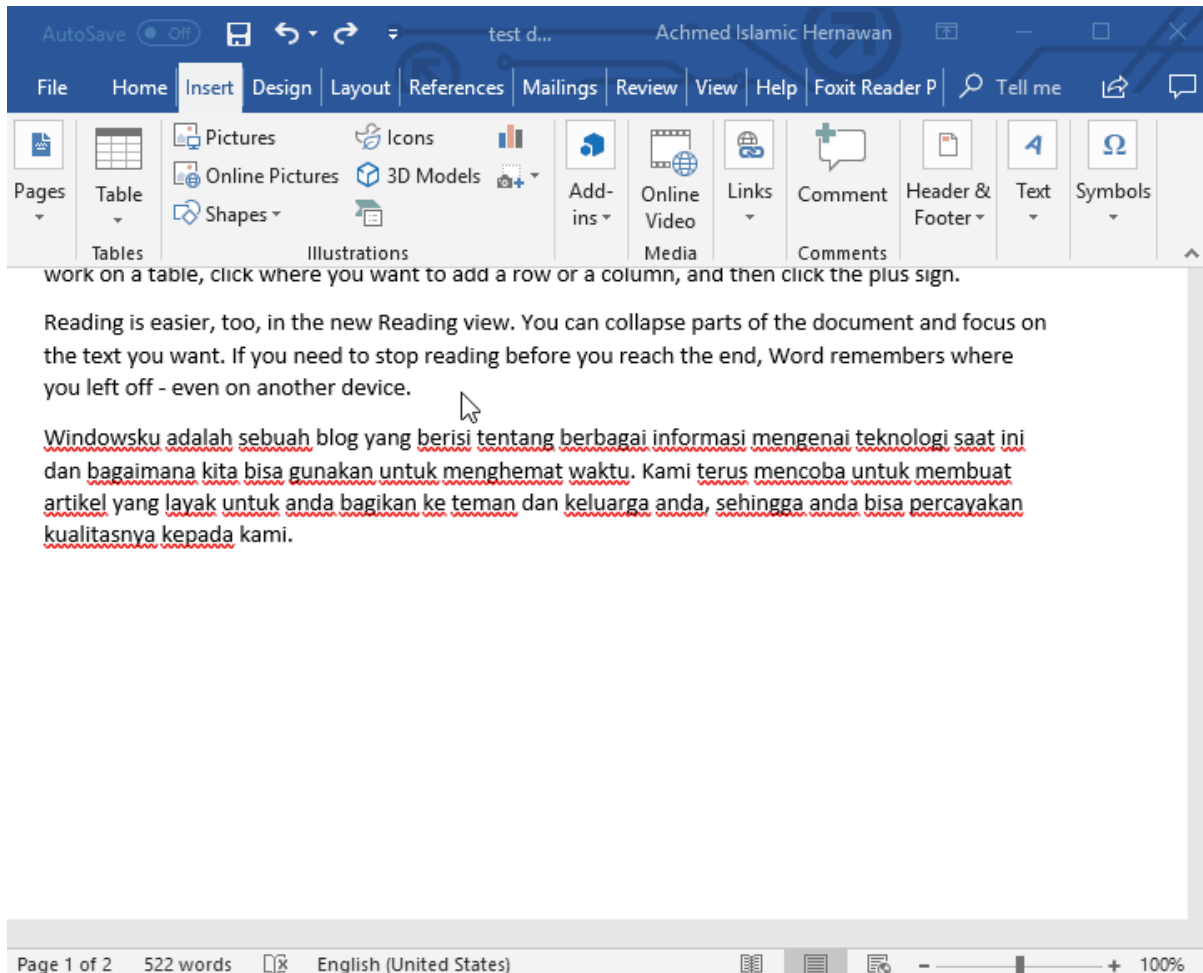 AutoSave Off test d... Achmed Islamic Hernawan
File Home Insert Design Layout References Mailings Review View Help Foxit Reader P Tell me
Pages Table Pictures Icons
Online Pictures 3D Models
Shapes
Add-ins Online Video Links Comment Header & Footer Text Symbols
Tables Illustrations Media Comments
work on a table, click where you want to add a row or a column, and then click the plus sign.
Reading is easier, too, in the new Reading view. You can collapse parts of the document and focus on
the text you want. If you need to stop reading before you reach the end, Word remembers where
you left off - even on another device.
Windowsku adalah sebuah blog yang berisi tentang berbagai informasi mengenai teknologi saat ini
dan bagaimana kita bisa gunakan untuk menghemat waktu. Kami terus mencoba untuk membuat
artikel yang layak untuk anda bagikan ke teman dan keluarga anda, sehingga anda bisa percayakan
kualitasnya kepada kami.
Page 1 of 2 522 words English (United States) 100%